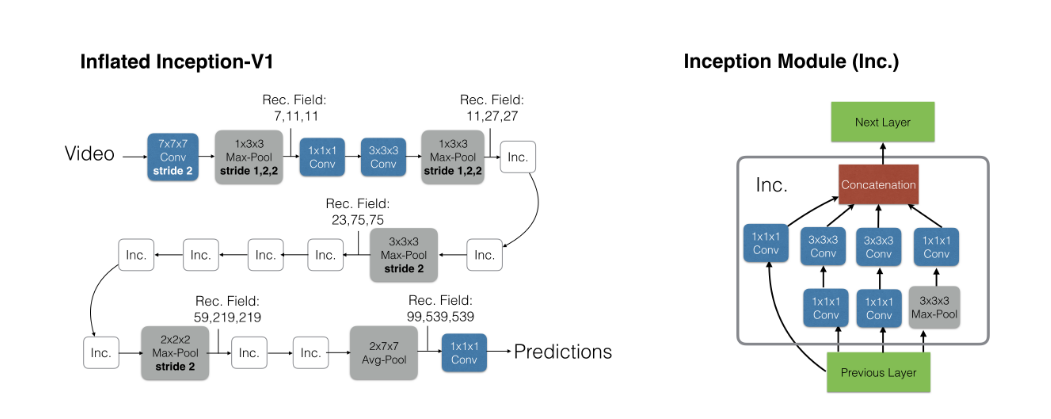 Inflated Inception-V1
Rec. Field:
7,11,11
Rec. Field:
11,27,27
Video
7x7x7
Conv
stride 2
1x3x3
Max-Pool
stride 1,2,2
1x1x1
Conv
3x3x3
Conv
1x3x3
Max-Pool
stride 1,2,2
Inc.
Rec. Field:
23,75,75
Inc.
Inc.
Inc.
Inc.
3x3x3
Max-Pool
stride 2
Inc.
Rec. Field:
59,219,219
Rec. Field:
99,539,539
Inc.
2x2x2
Max-Pool
stride 2
Inc.
Inc.
2x7x7
Avg-Pool
1x1x1
Conv
Predictions
Inception Module (Inc.)
Next Layer
Inc.
Concatenation
1x1x1
Conv
3x3x3
Conv
3x3x3
Conv
1x1x1
Conv
1x1x1
Conv
1x1x1
Conv
3x3x3
Max-Pool
Previous Layer